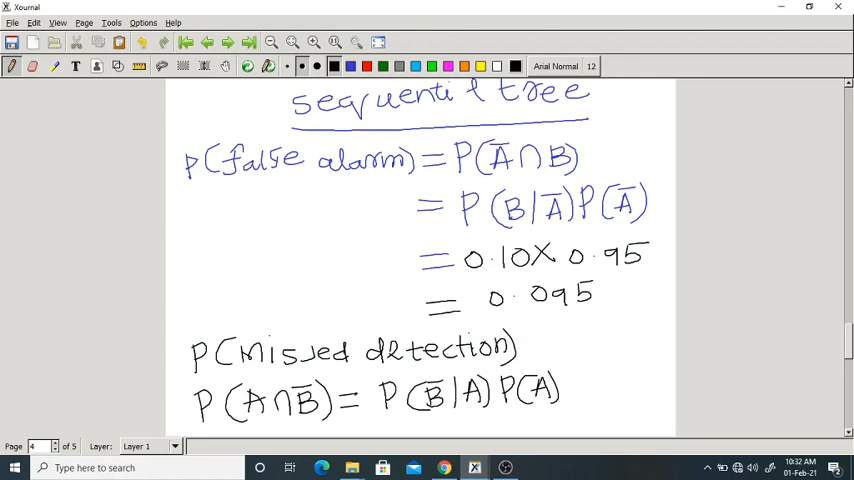 Xournal
File Edit View Page Tools Options Help
Arial Normal 12
sequenti l tree
P(false alarm) = P(A̅ ∩ B)
= P(B|A̅)P(A̅)
= 0.10 × 0.95
= 0.095
P(Missed detection)
P(A∩B̅) = P(B̅|A)P(A)
Page 4 of 5 Layer: Layer 1
Type here to search
10:32 AM
01-Feb-21
2